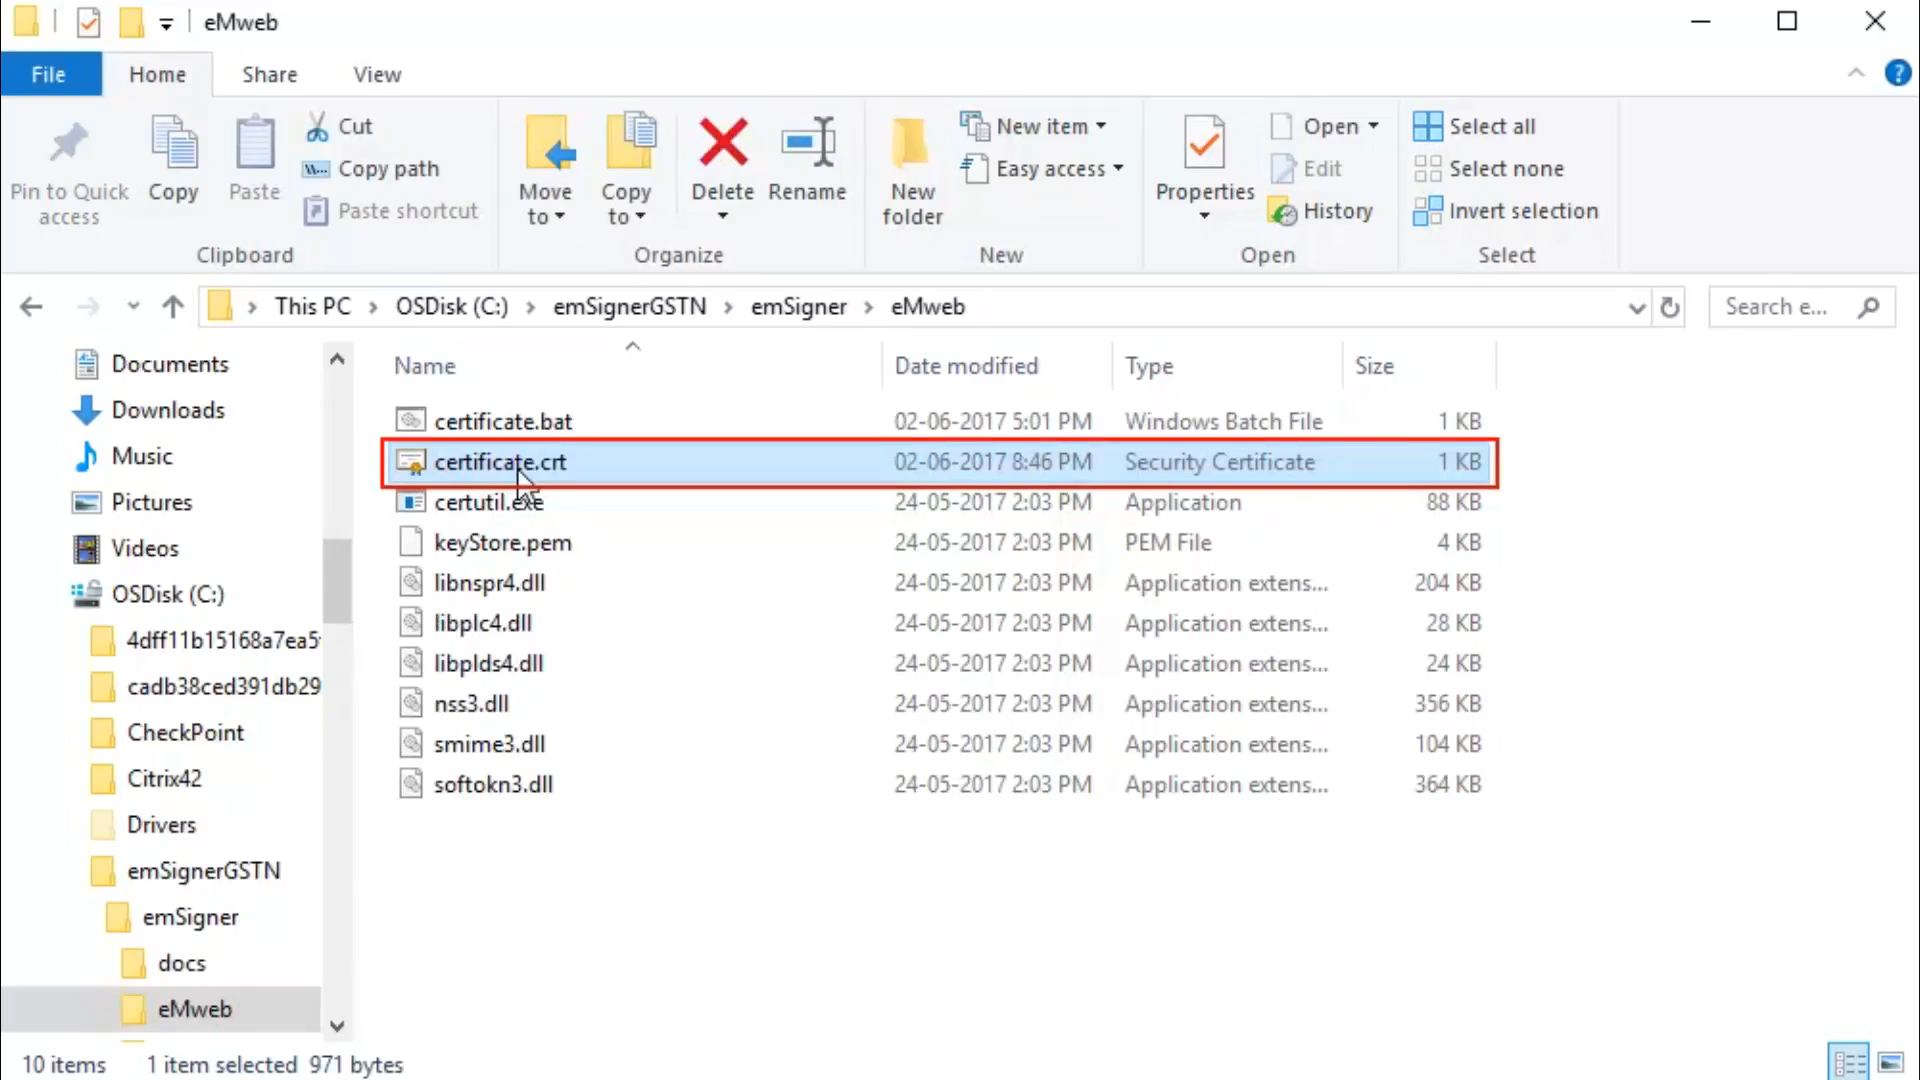 eMweb
File Home Share View
Pin to Quick access
Copy
Paste
Cut
Copy path
Paste shortcut
Clipboard
Move to
Copy to
Delete
Rename
Organize
New folder
New item
Easy access
New
Properties
Open
Edit
History
Open
Select all
Select none
Invert selection
Select
This PC > OSDisk (C:) > emSignerGSTN > emSigner > eMweb
Search e...
Documents
Downloads
Music
Pictures
Videos
OSDisk (C:)
4dff11b15168a7ea5
cadb38ced391db29
CheckPoint
Citrix42
Drivers
emSignerGSTN
emSigner
docs
eMweb
Name Date modified Type Size
certificate.bat 02-06-2017 5:01 PM Windows Batch File 1 KB
certificate.crt 02-06-2017 8:46 PM Security Certificate 1 KB
certutil.exe 24-05-2017 2:03 PM Application 88 KB
keyStore.pem 24-05-2017 2:03 PM PEM File 4 KB
libnspr4.dll 24-05-2017 2:03 PM Application extens... 204 KB
libplc4.dll 24-05-2017 2:03 PM Application extens... 28 KB
libplds4.dll 24-05-2017 2:03 PM Application extens... 24 KB
nss3.dll 24-05-2017 2:03 PM Application extens... 356 KB
smime3.dll 24-05-2017 2:03 PM Application extens... 104 KB
softokn3.dll 24-05-2017 2:03 PM Application extens... 364 KB
10 items 1 item selected 971 bytes